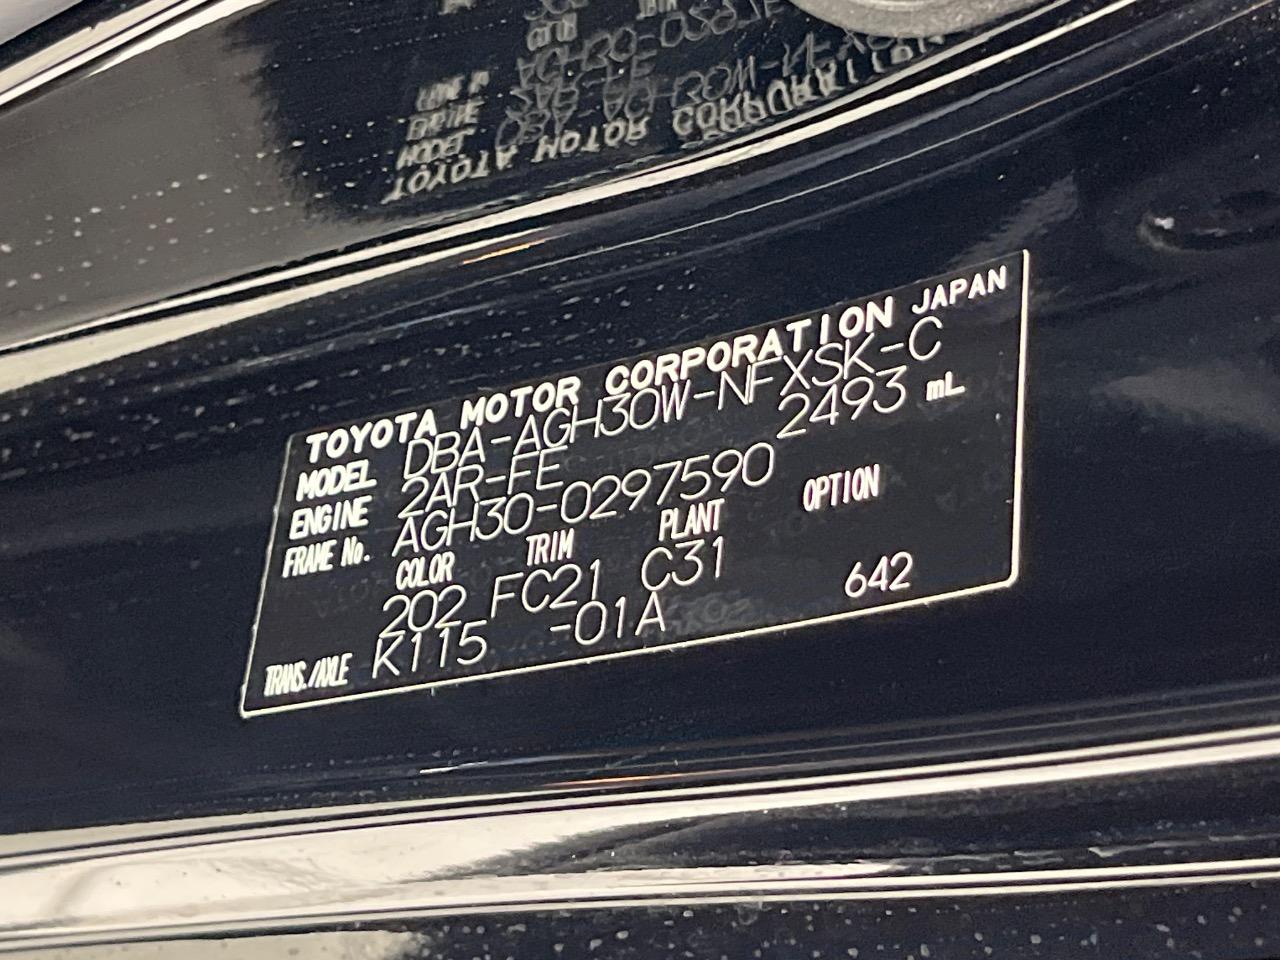 TOYOTA MOTOR CORPORATION JAPAN
MODEL DBA-AGH30W-NFXSK-C
ENGINE 2AR-FE 2493 mL
FRAME No. AGH30-0297590
COLOR TRIM PLANT OPTION
202 FC21 C31
TRANS./AXLE K115 -01A 642